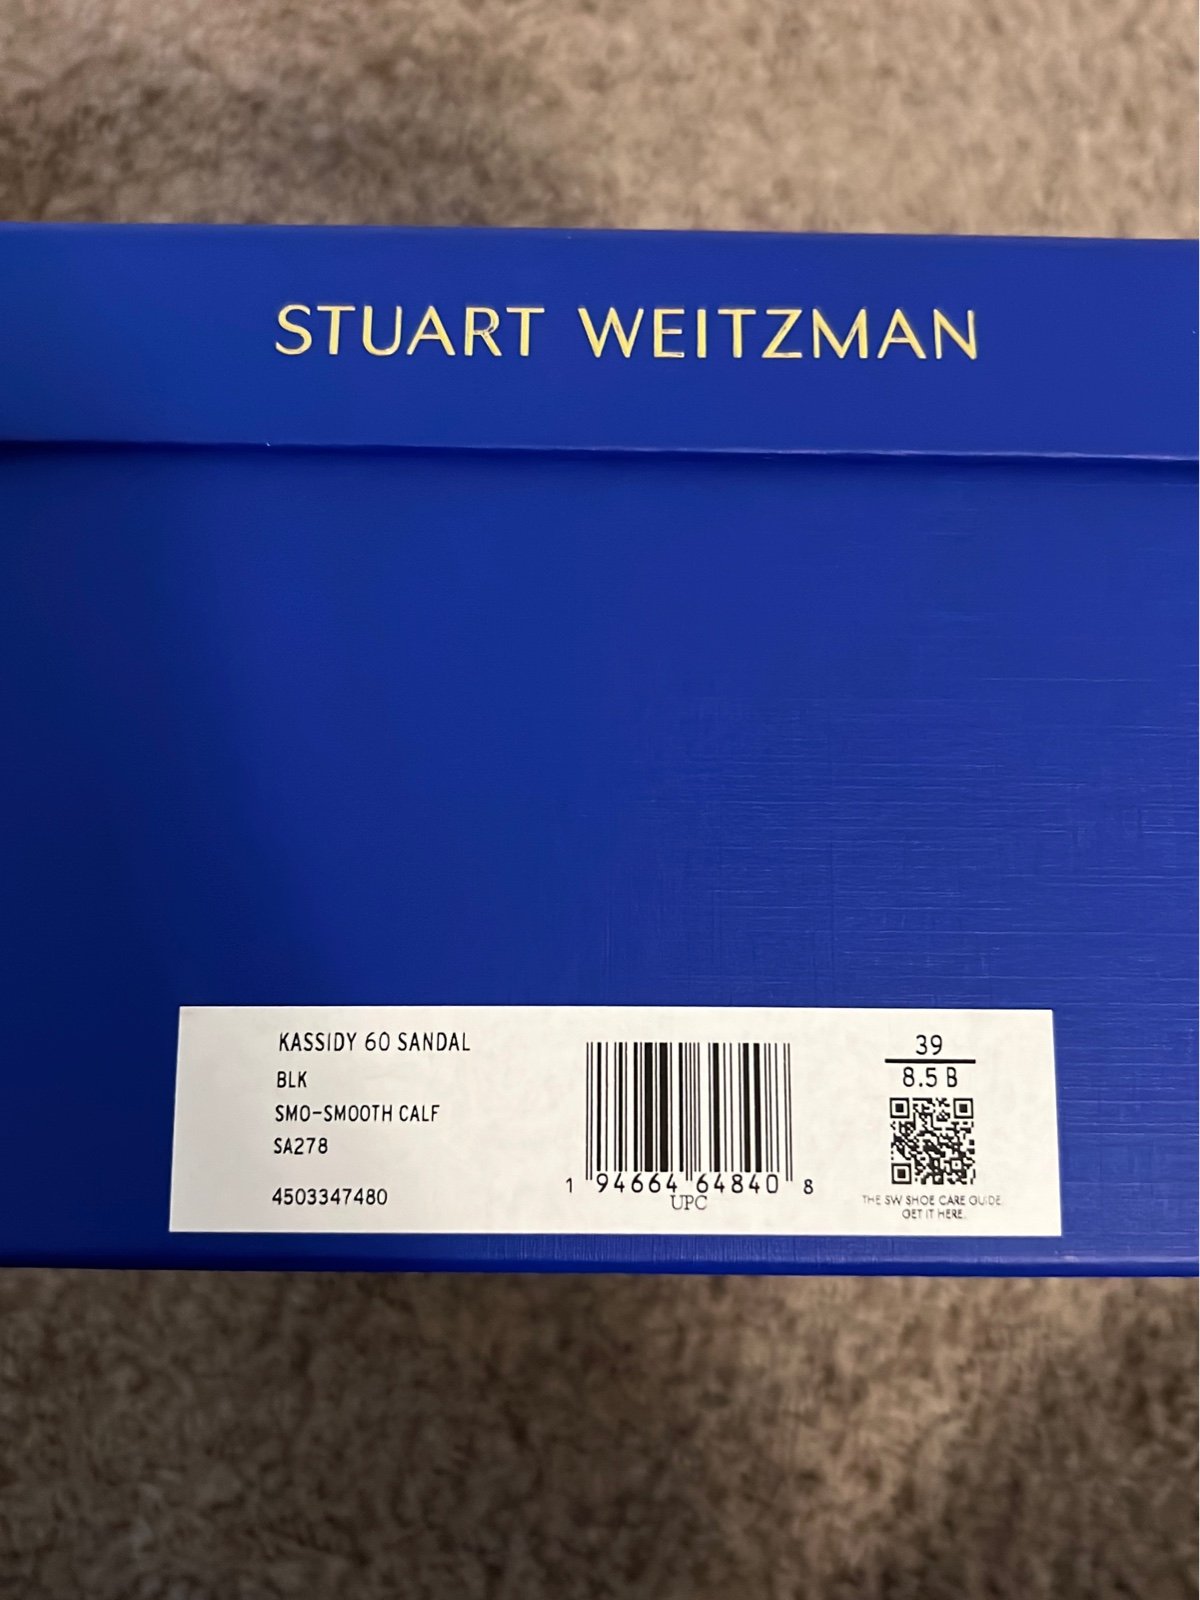 STUART WEITZMAN
KASSIDY 60 SANDAL
BLK
SMO-SMOOTH CALF
SA278
4503347480
1 94664 64840 8
UPC
39
8.5 B
THE SW SHOE CARE GUIDE.
GET IT HERE.